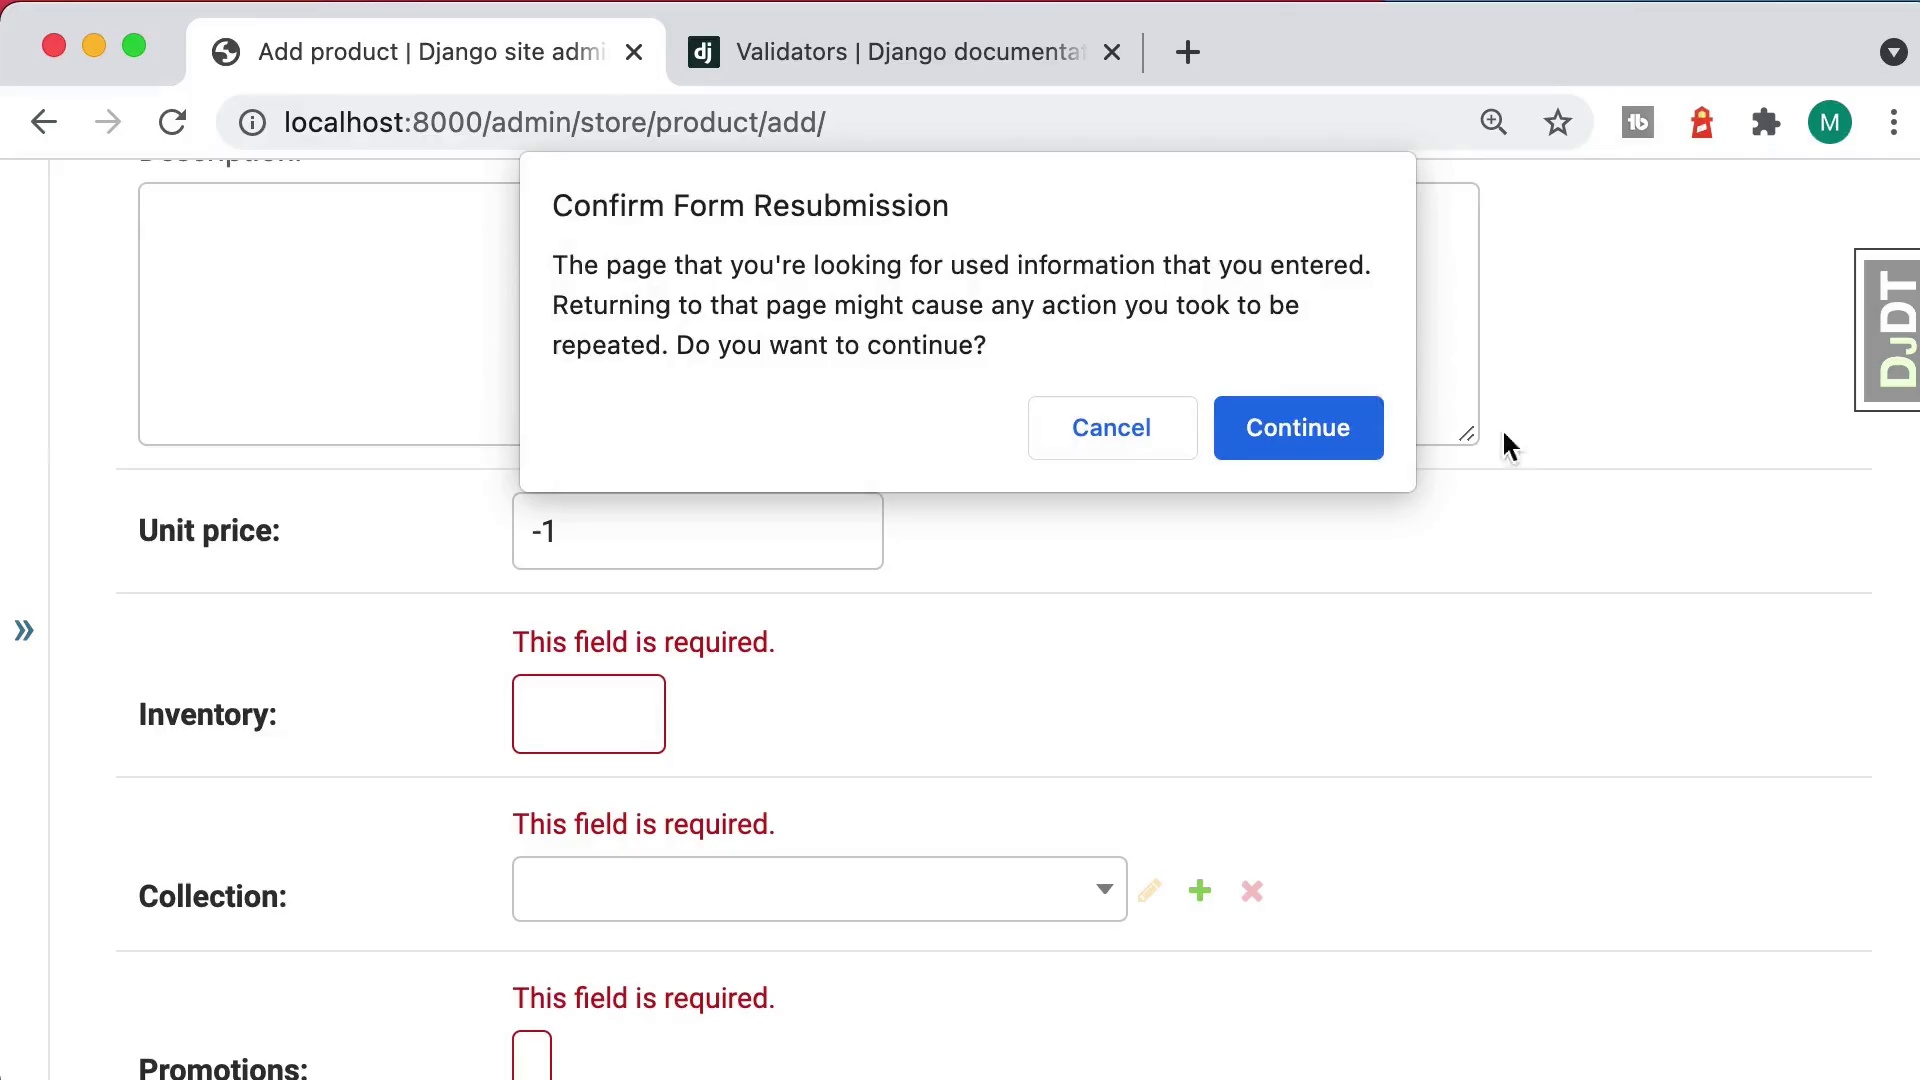 Add product | Django site admi
dj Validators | Django documentat
localhost:8000/admin/store/product/add/
tb
M
Description:
Confirm Form Resubmission
The page that you're looking for used information that you entered.
Returning to that page might cause any action you took to be
repeated. Do you want to continue?
Cancel
Continue
DJDT
Unit price:
-1
This field is required.
Inventory:
This field is required.
Collection:
This field is required.
Promotions: